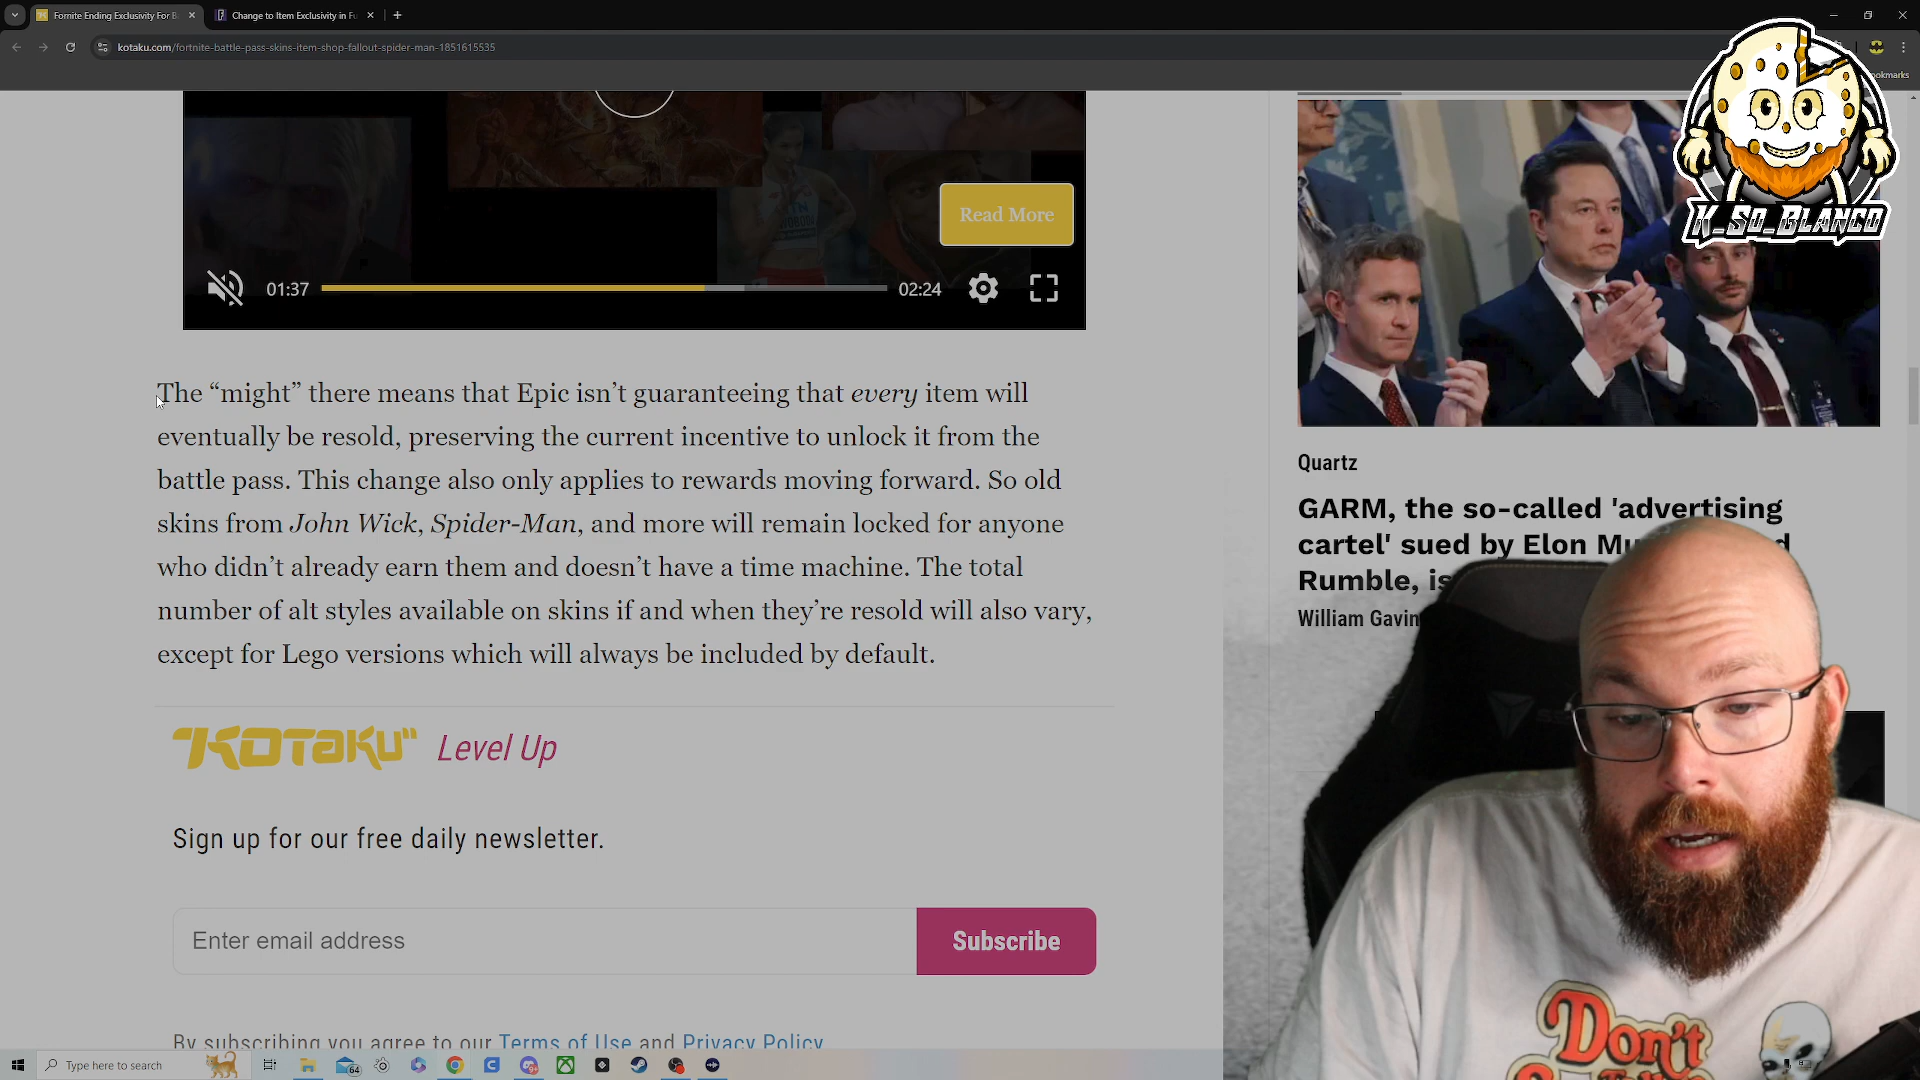 Fornite Ending Exclusivity For B
Change to Item Exclusivity in Fu
kotaku.com/fortnite-battle-pass-skins-item-shop-fallout-spider-man-1851615535
ookmarks
K_So_Blanco
Read More
01:37
02:24
The “might” there means that Epic isn’t guaranteeing that every item will
eventually be resold, preserving the current incentive to unlock it from the
battle pass. This change also only applies to rewards moving forward. So old
skins from John Wick, Spider-Man, and more will remain locked for anyone
who didn’t already earn them and doesn’t have a time machine. The total
number of alt styles available on skins if and when they’re resold will also vary,
except for Lego versions which will always be included by default.
"KOTAKU" Level Up
Sign up for our free daily newsletter.
Enter email address
Subscribe
By subscribing you agree to our Terms of Use and Privacy Policy
Quartz
GARM, the so-called 'advertising
cartel' sued by Elon Mu
Rumble, is
William Gavin
Don't
Type here to search
64